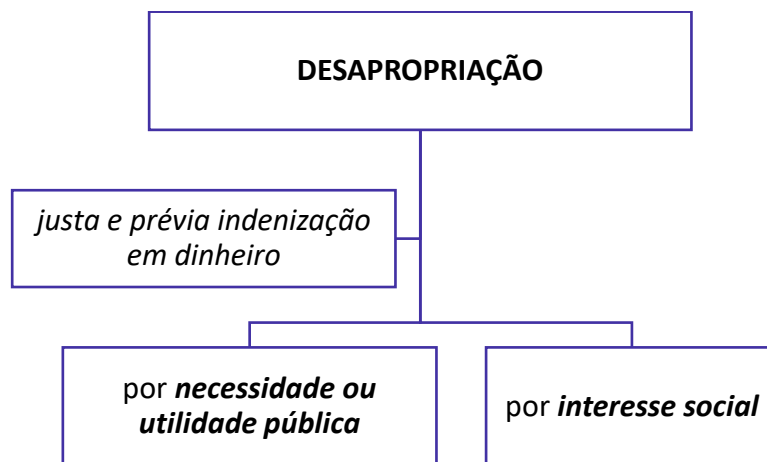 DESAPROPRIAÇÃO
justa e prévia indenização
em dinheiro
por necessidade ou
utilidade pública
por interesse social